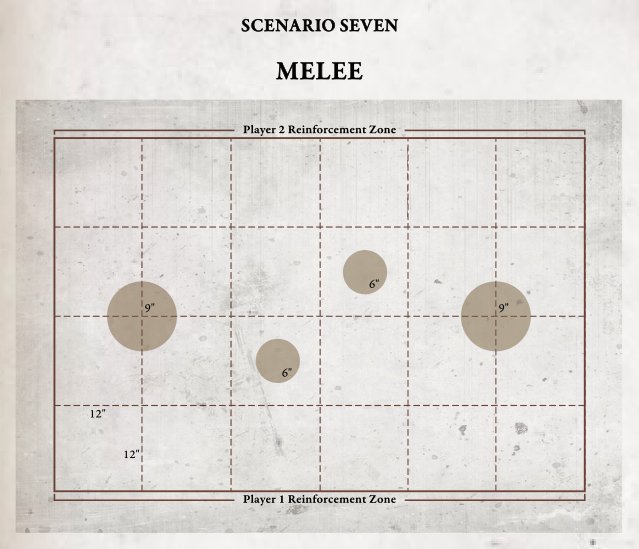 SCENARIO SEVEN
MELEE
Player 2 Reinforcement Zone
6"
9"
9"
6"
12"
12"
Player 1 Reinforcement Zone